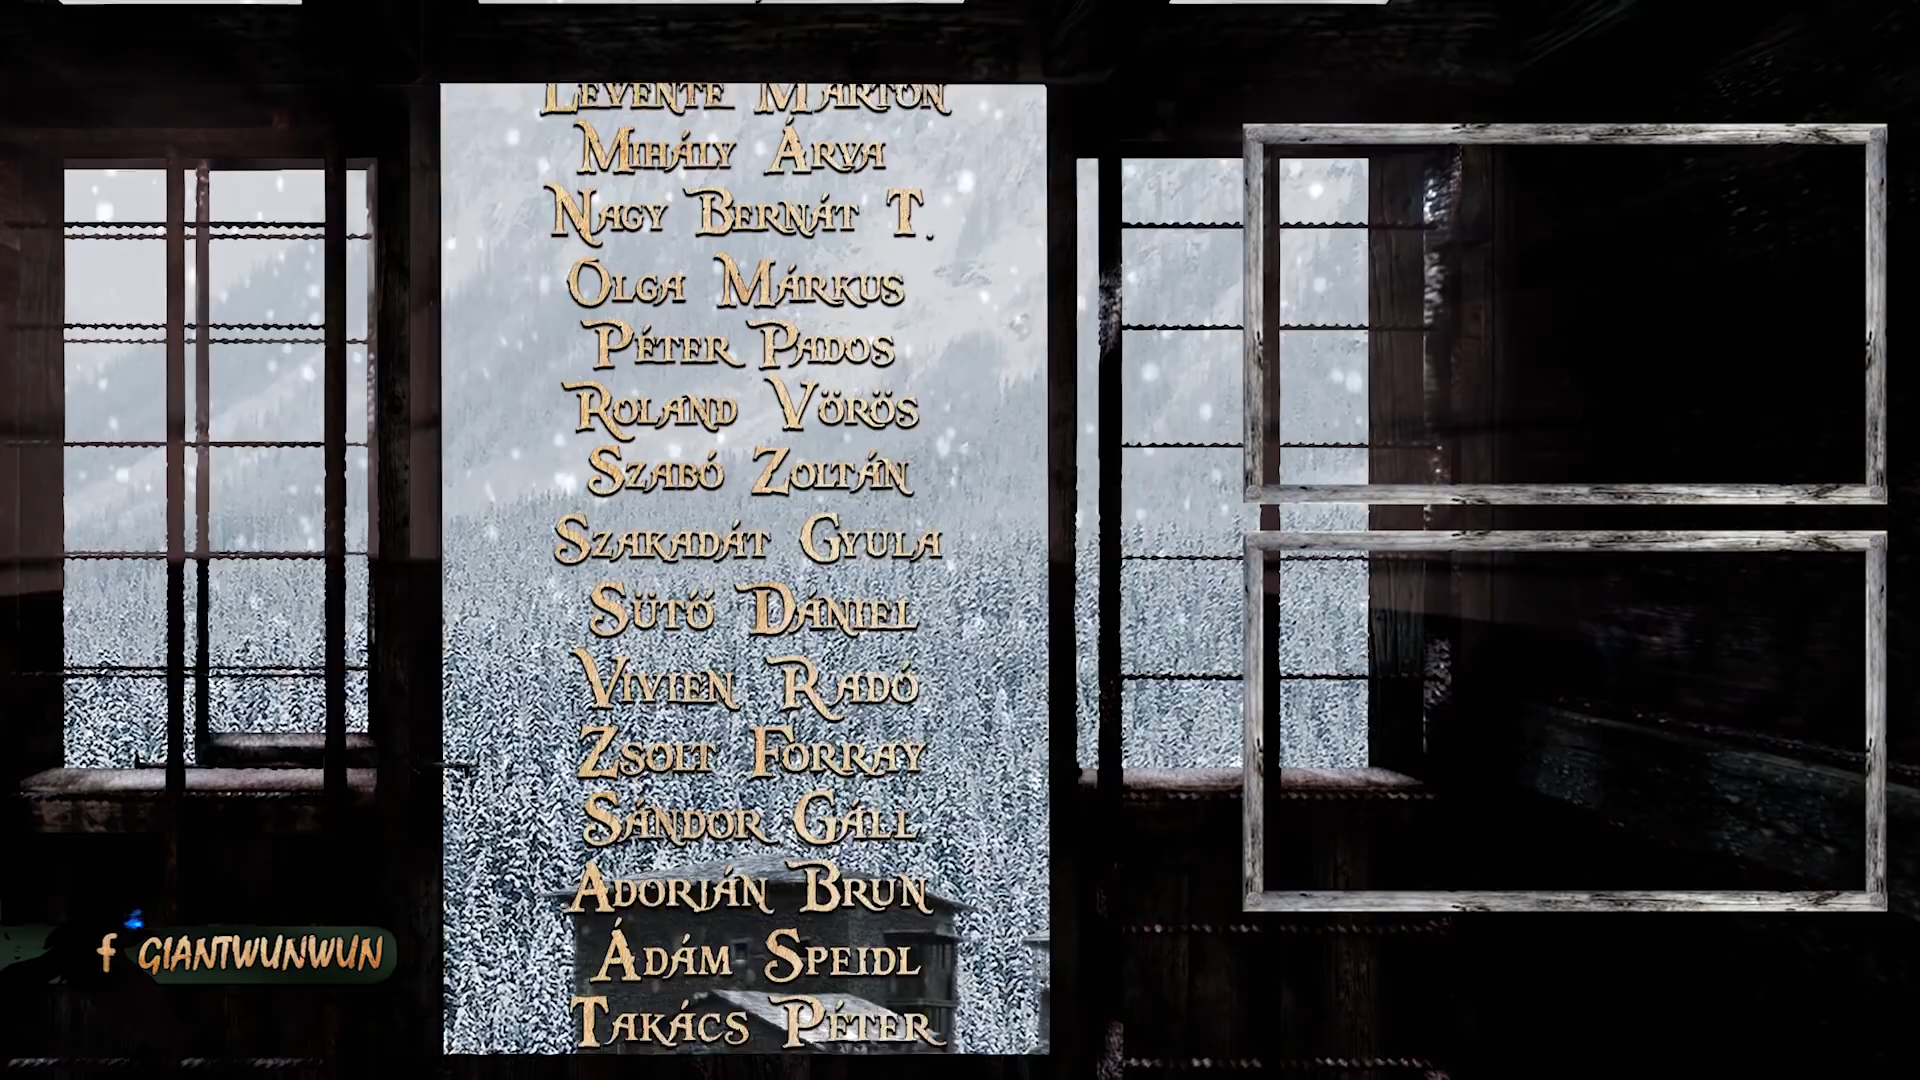 Levente Márton
Mihály Árva
Nagy Bernát T.
Olga Márkus
Péter Pados
Roland Vörös
Szabó Zoltán
Szakadát Gyula
Sütő Dániel
Vivien Radó
Zsolt Forray
Sándor Gáll
Adorján Brun
Ádám Speidl
Takács Péter
f GIANTWUNWUN